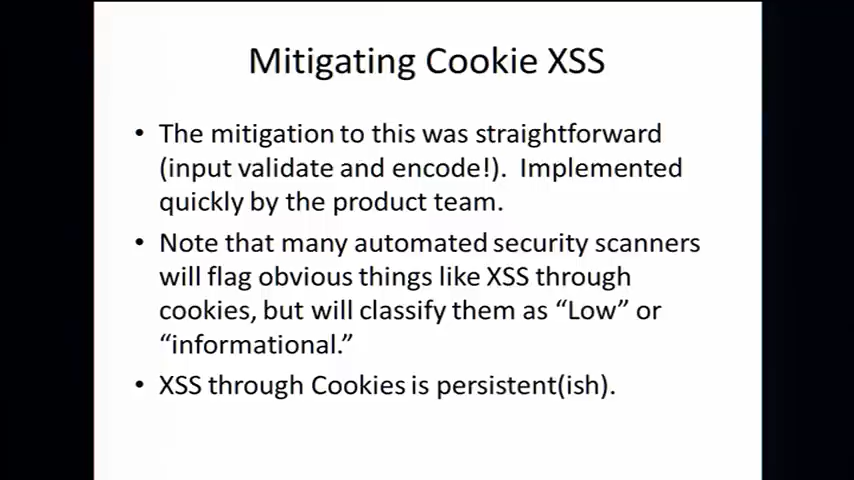 Mitigating Cookie XSS
• The mitigation to this was straightforward
(input validate and encode!). Implemented
quickly by the product team.
• Note that many automated security scanners
will flag obvious things like XSS through
cookies, but will classify them as “Low” or
“informational.”
• XSS through Cookies is persistent(ish).